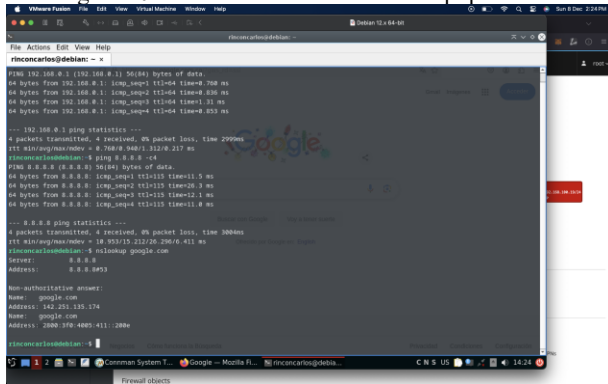 VMware Fusion File Edit View Virtual Machine Window Help Sun 8 Dec 2:24 PM
Debian 12.x 64-bit
rinconcarlos@debian: ~
File Actions Edit View Help
rinconcarlos@debian: ~ ×
PING 192.168.0.1 (192.168.0.1) 56(84) bytes of data.
64 bytes from 192.168.0.1: icmp_seq=1 ttl=64 time=0.760 ms
64 bytes from 192.168.0.1: icmp_seq=2 ttl=64 time=0.836 ms
64 bytes from 192.168.0.1: icmp_seq=3 ttl=64 time=1.31 ms
64 bytes from 192.168.0.1: icmp_seq=4 ttl=64 time=0.853 ms
--- 192.168.0.1 ping statistics ---
4 packets transmitted, 4 received, 0% packet loss, time 2999ms
rtt min/avg/max/mdev = 0.760/0.940/1.312/0.217 ms
rinconcarlos@debian:~$ ping 8.8.8.8 -c4
PING 8.8.8.8 (8.8.8.8) 56(84) bytes of data.
64 bytes from 8.8.8.8: icmp_seq=1 ttl=115 time=11.5 ms
64 bytes from 8.8.8.8: icmp_seq=2 ttl=115 time=26.3 ms
64 bytes from 8.8.8.8: icmp_seq=3 ttl=115 time=12.1 ms
64 bytes from 8.8.8.8: icmp_seq=4 ttl=115 time=11.0 ms
--- 8.8.8.8 ping statistics ---
4 packets transmitted, 4 received, 0% packet loss, time 3004ms
rtt min/avg/max/mdev = 10.953/15.212/26.296/6.411 ms
rinconcarlos@debian:~$ nslookup google.com
Server: 8.8.8.8
Address: 8.8.8.8#53
Non-authoritative answer:
Name: google.com
Address: 142.251.135.174
Name: google.com
Address: 2800:3f0:4005:411::200e
rinconcarlos@debian:~$
Google
root
1 2 Connman System T... Google — Mozilla Fi... rinconcarlos@debia... C N S US 14:24
Firewall objects